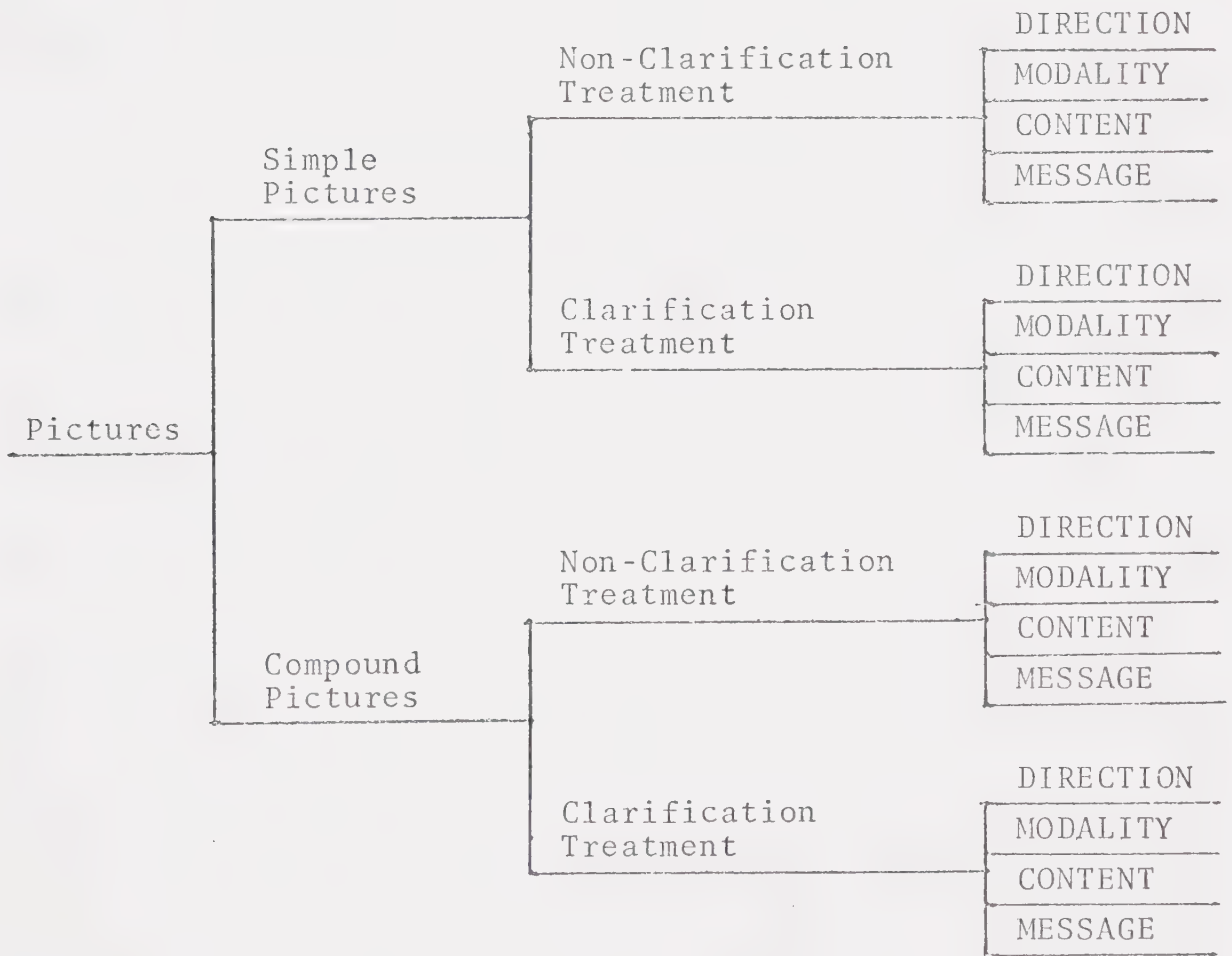 DIRECTION
Non-Clarification
Treatment
MODALITY
CONTENT
MESSAGE
Simple
Pictures
DIRECTION
Clarification
Treatment
MODALITY
CONTENT
MESSAGE
Pictures
DIRECTION
Non-Clarification
Treatment
MODALITY
CONTENT
MESSAGE
Compound
Pictures
DIRECTION
Clarification
Treatment
MODALITY
CONTENT
MESSAGE